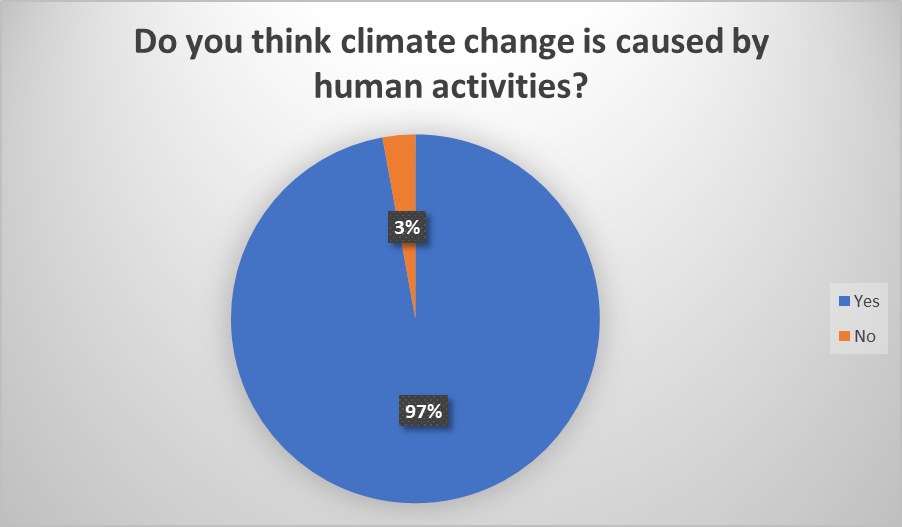 Do you think climate change is caused by
human activities?
3%
97%
Yes
No